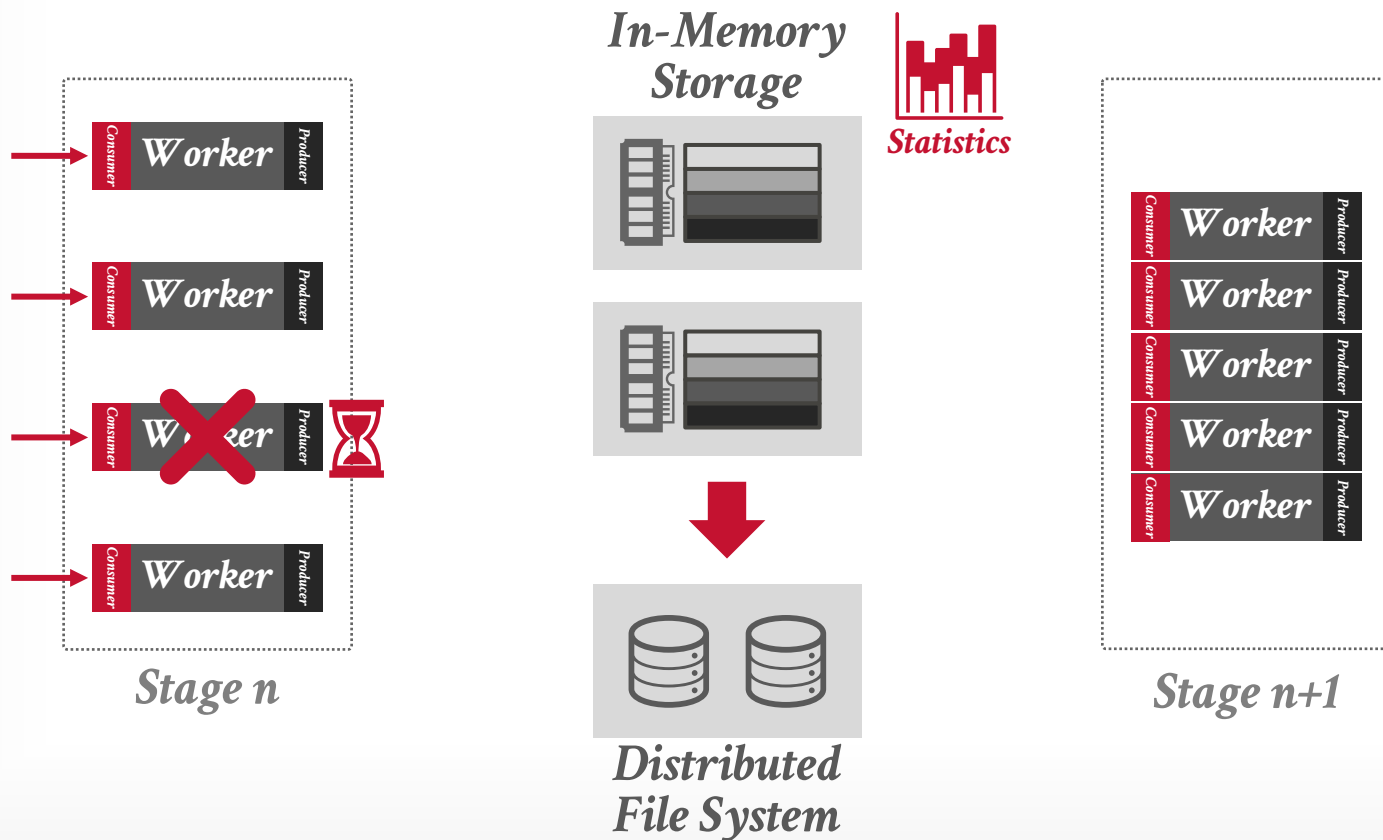 In-Memory
Storage
Statistics
Consumer
Worker
Producer
Consumer
Worker
Producer
Consumer
Worker
Producer
Consumer
Worker
Producer
Stage n
Distributed
File System
Consumer
Worker
Producer
Consumer
Worker
Producer
Consumer
Worker
Producer
Consumer
Worker
Producer
Consumer
Worker
Producer
Stage n+1